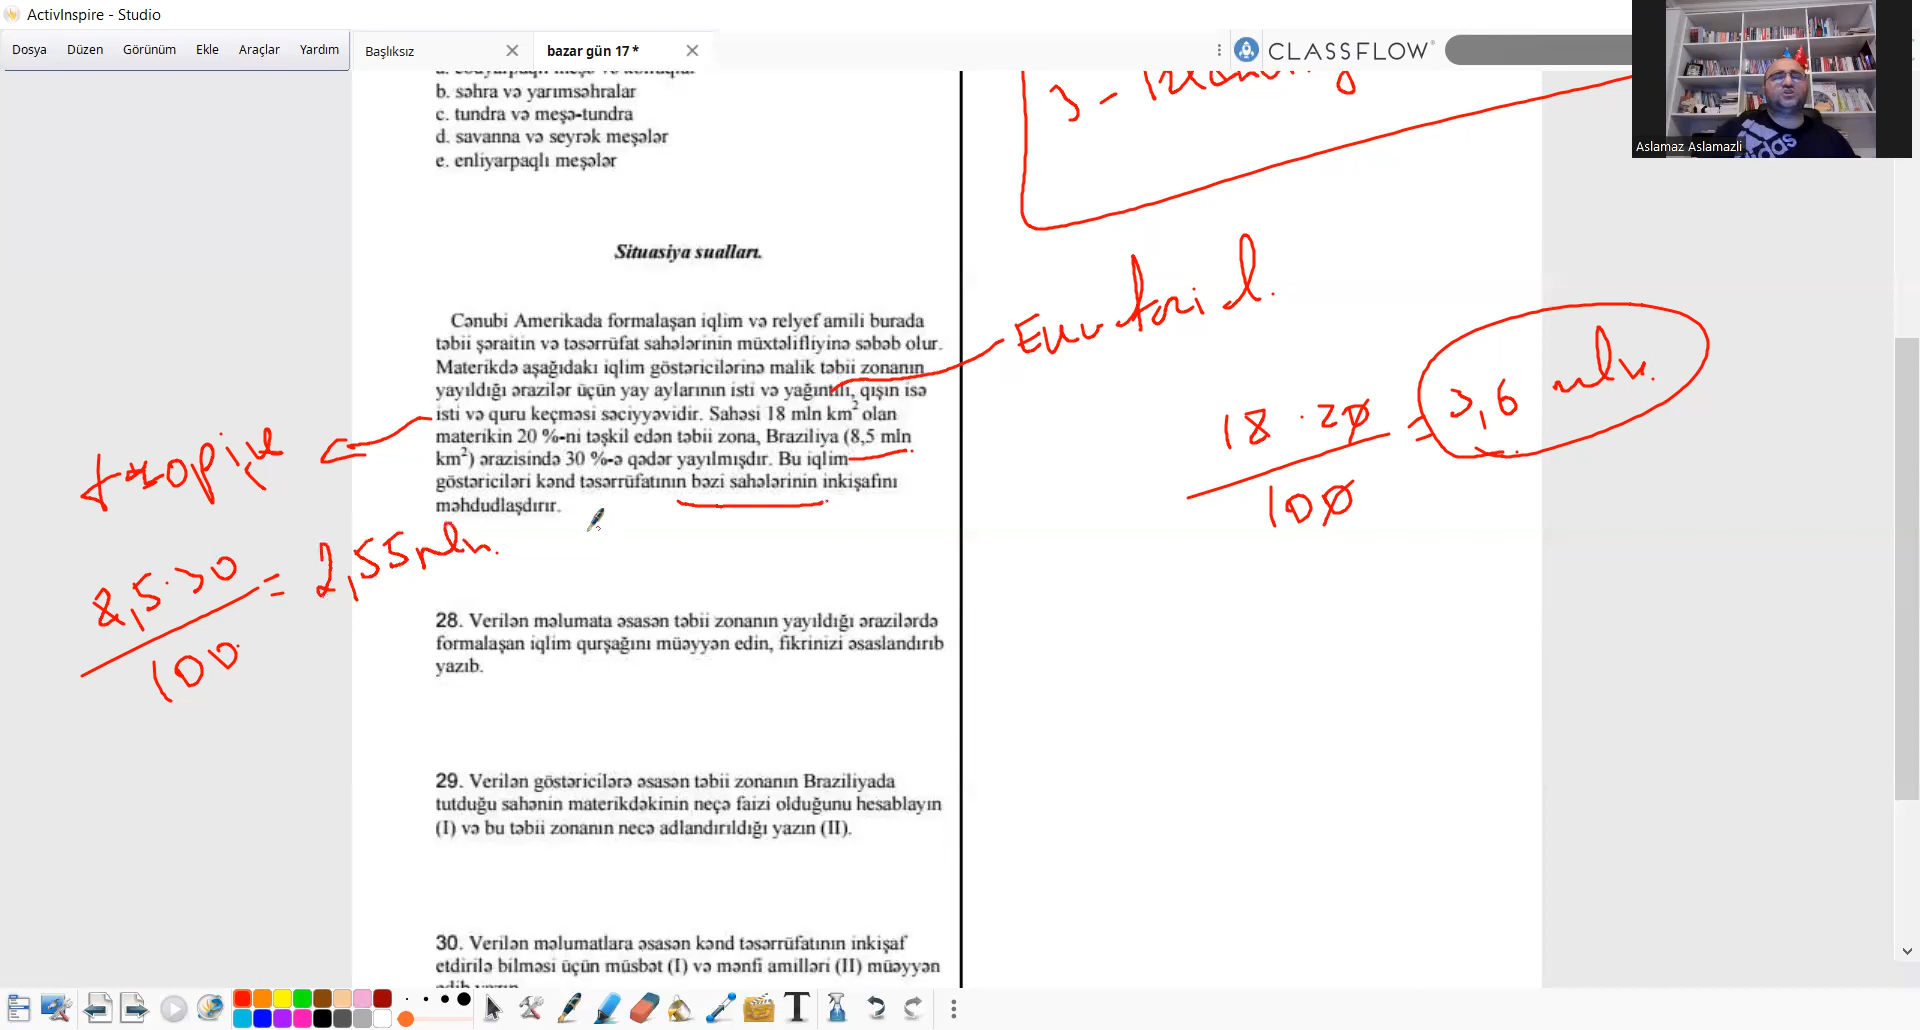 ActivInspire - Studio
Dosya Düzen Görünüm Ekle Araçlar Yardım
Başlıksız
bazar gün 17 *
CLASSFLOW
Aslamaz Aslamazli
b. səhra və yarımsəhralar
c. tundra və meşə-tundra
d. savanna və seyrək meşələr
e. enliyarpaqlı meşələr
Situasiya sualları.
Cənubi Amerikada formalaşan iqlim və relyef amili burada
təbii şəraitin və təsərrüfat sahələrinin müxtəlifliyinə səbəb olur.
Materikdə aşağıdakı iqlim göstəricilərinə malik təbii zonanın
yayıldığı ərazilər üçün yay aylarının isti və yağıntılı, qışın isə
isti və quru keçməsi səciyyəvidir. Sahəsi 18 mln km² olan
materikin 20 %-ni təşkil edən təbii zona, Braziliya (8,5 mln
km²) ərazisində 30 %-ə qədər yayılmışdır. Bu iqlim
göstəriciləri kənd təsərrüfatının bəzi sahələrinin inkişafını
məhdudlaşdırır.
28. Verilən məlumata əsasən təbii zonanın yayıldığı ərazilərdə
formalaşan iqlim qurşağını müəyyən edin, fikrinizi əsaslandırıb
yazıb.
29. Verilən göstəricilərə əsasən təbii zonanın Braziliyada
tutduğu sahənin materikdəkinin neçə faizi olduğunu hesablayın
(I) və bu təbii zonanın necə adlandırıldığı yazın (II).
30. Verilən məlumatlara əsasən kənd təsərrüfatının inkişaf
etdirilə bilməsi üçün müsbət (I) və mənfi amilləri (II) müəyyən
tropik
8,5·30
100
= 2,55 mln.
3 -
Ekvatorial.
18 · 20
100
= 3,6 mln.
T